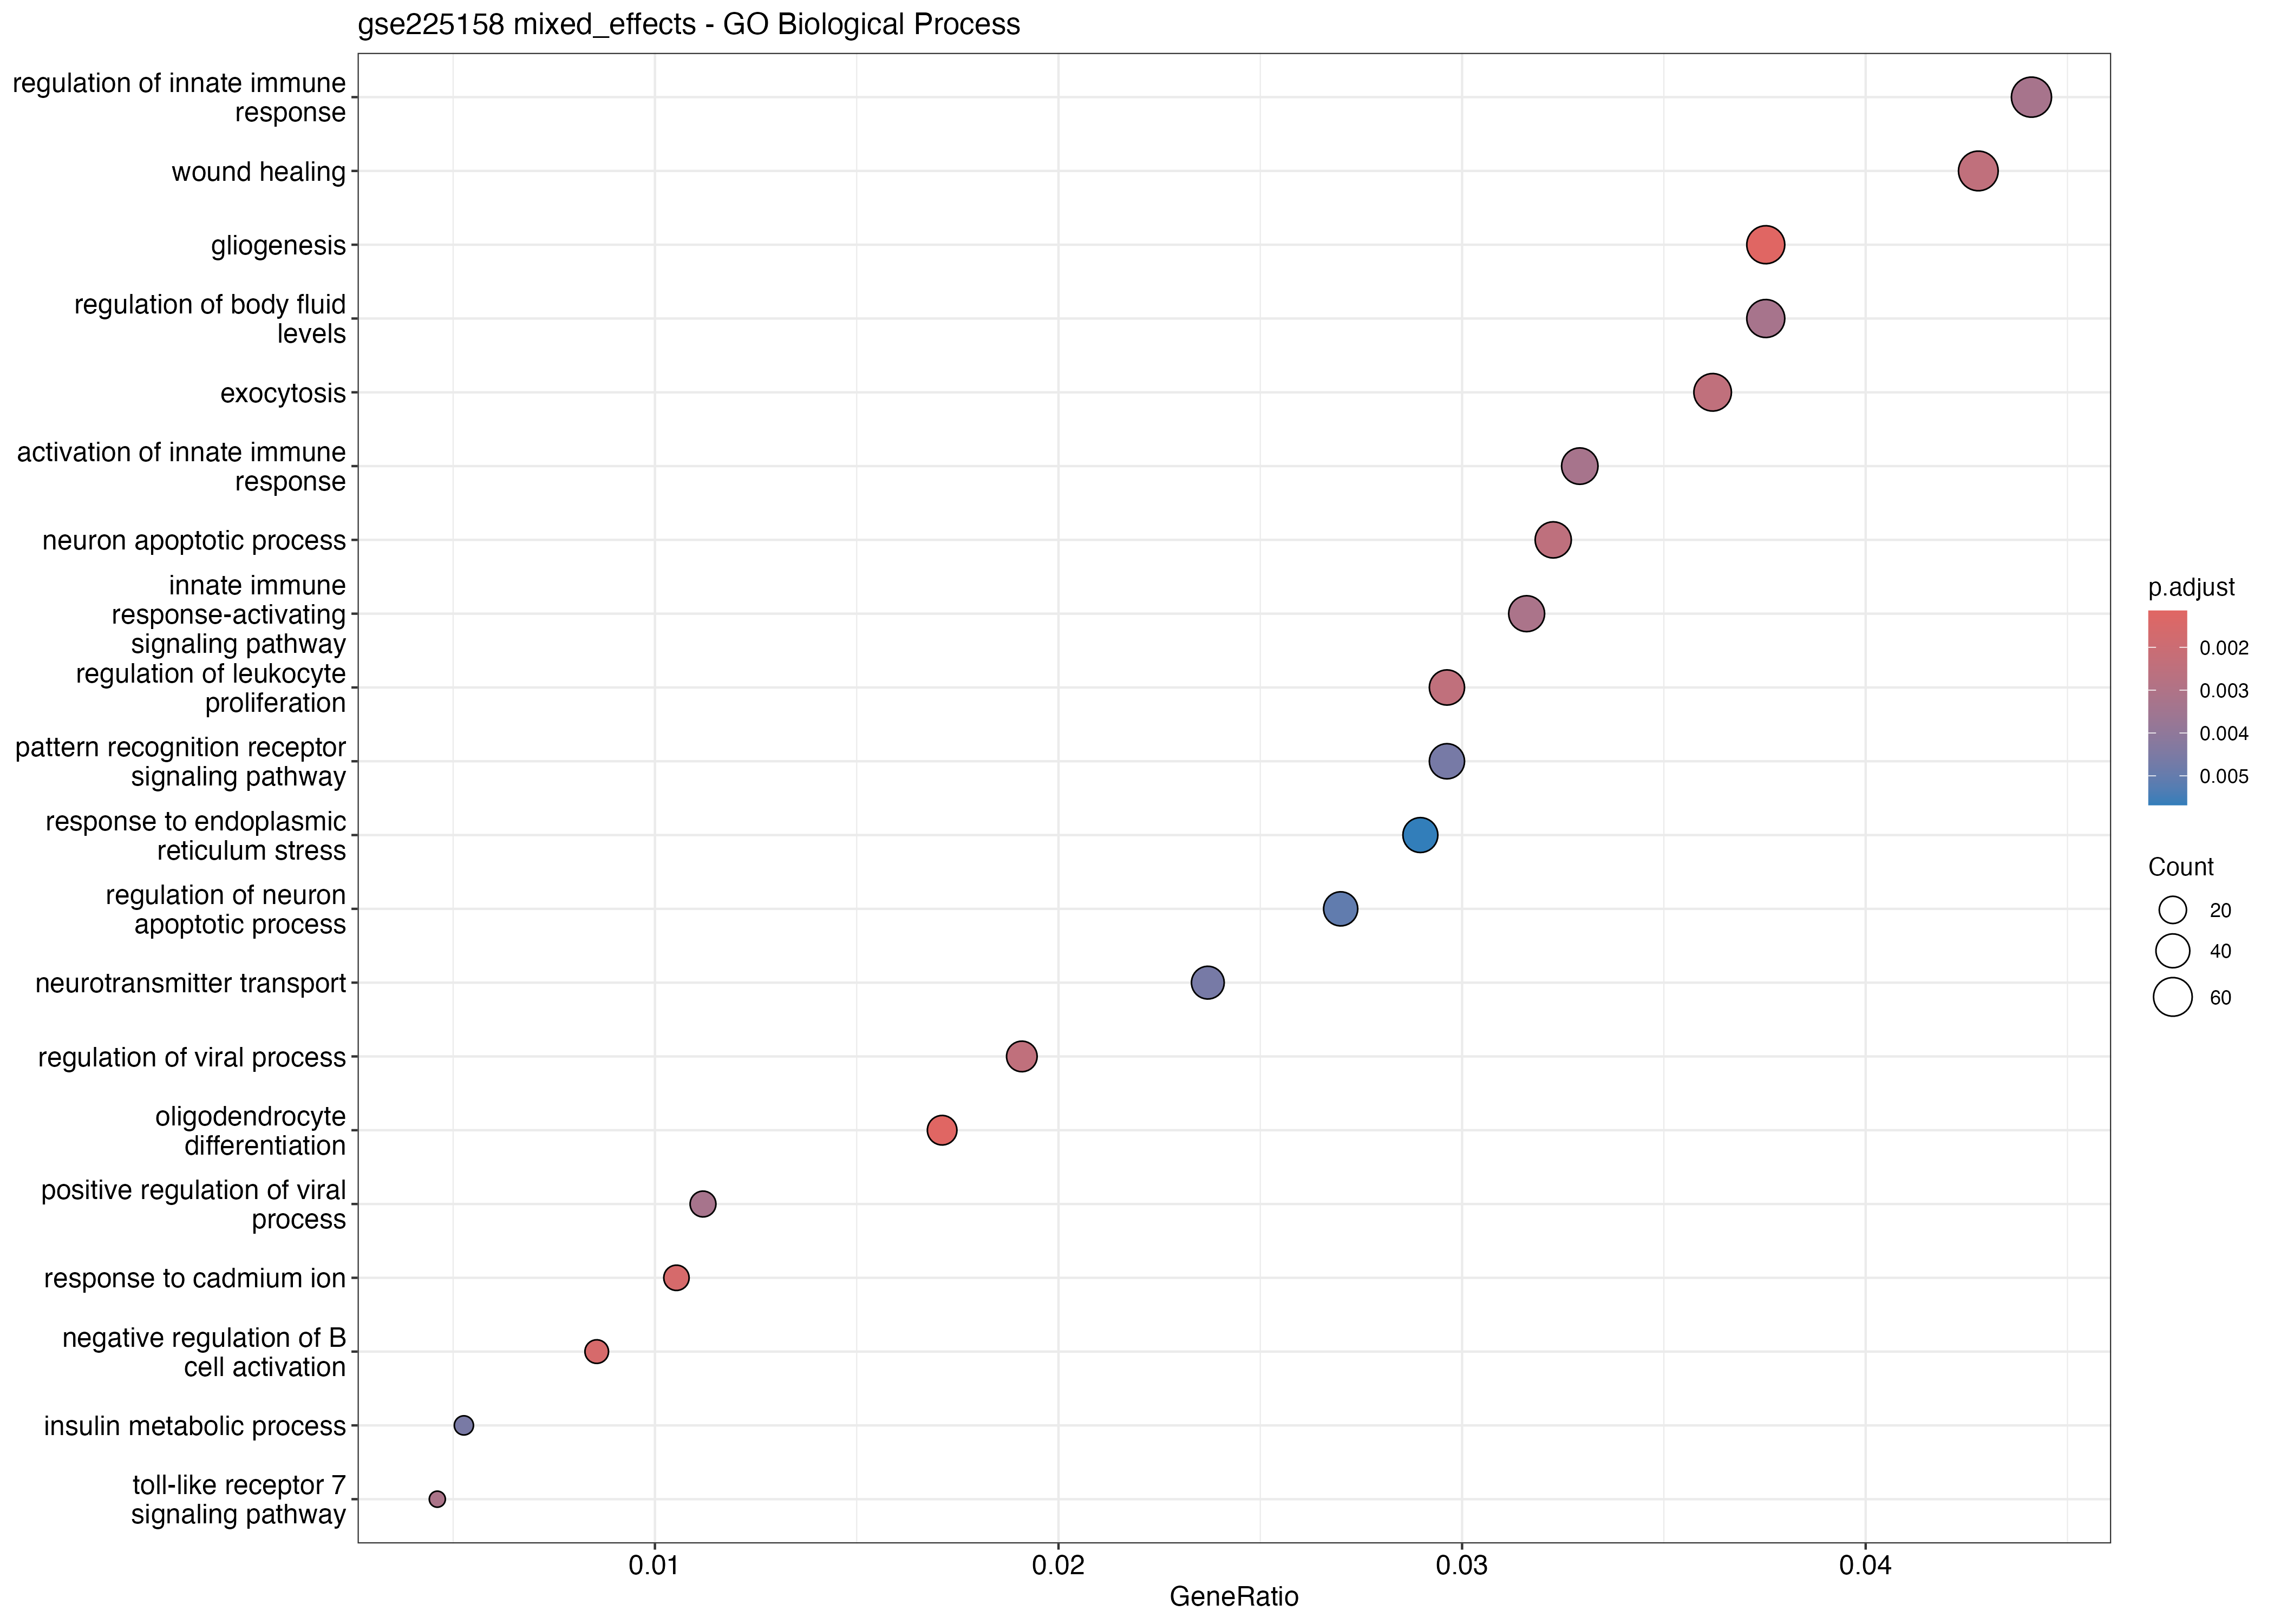 gse225158 mixed_effects - GO Biological Process
regulation of innate immune
response
wound healing
gliogenesis
regulation of body fluid
levels
exocytosis
activation of innate immune
response
neuron apoptotic process
innate immune
response-activating
signaling pathway
regulation of leukocyte
proliferation
pattern recognition receptor
signaling pathway
response to endoplasmic
reticulum stress
regulation of neuron
apoptotic process
neurotransmitter transport
regulation of viral process
oligodendrocyte
differentiation
positive regulation of viral
process
response to cadmium ion
negative regulation of B
cell activation
insulin metabolic process
toll-like receptor 7
signaling pathway
0.01
0.02
0.03
0.04
GeneRatio
p.adjust
0.002
0.003
0.004
0.005
Count
20
40
60